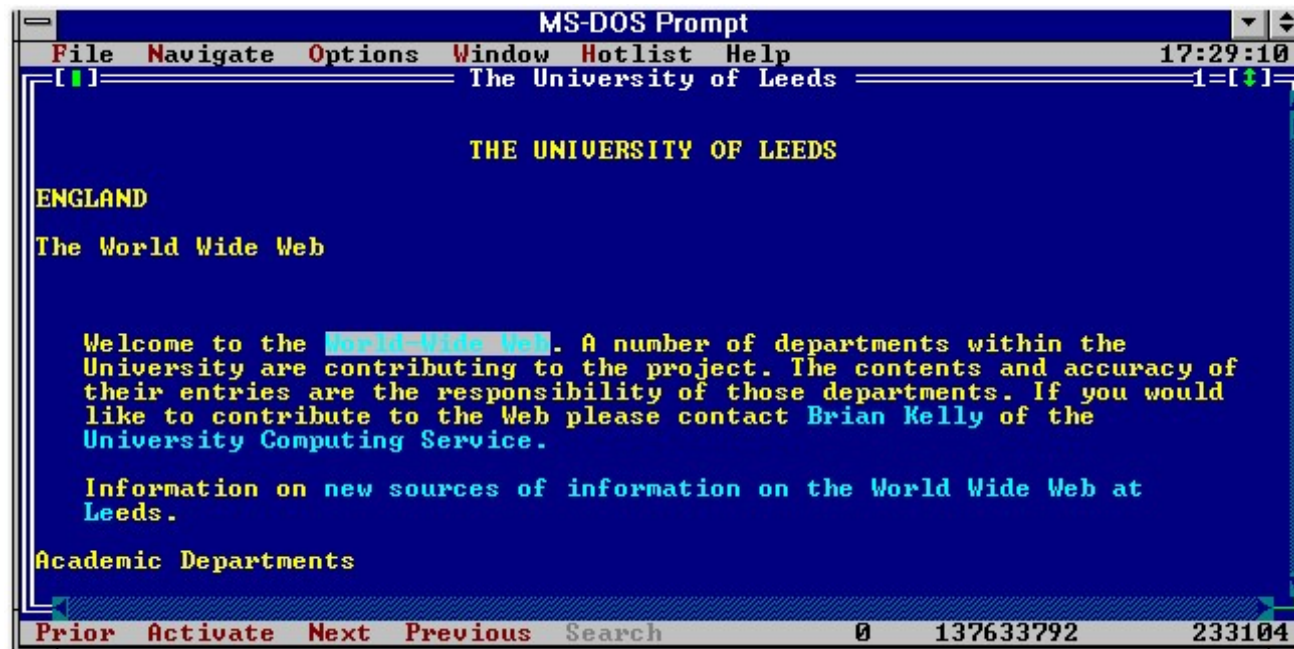 MS-DOS Prompt
File Navigate Options Window Hotlist Help 17:29:10
The University of Leeds 1
THE UNIVERSITY OF LEEDS
ENGLAND
The World Wide Web
Welcome to the World-Wide Web. A number of departments within the
University are contributing to the project. The contents and accuracy of
their entries are the responsibility of those departments. If you would
like to contribute to the Web please contact Brian Kelly of the
University Computing Service.
Information on new sources of information on the World Wide Web at
Leeds.
Academic Departments
Prior Activate Next Previous Search 0 137633792 233104